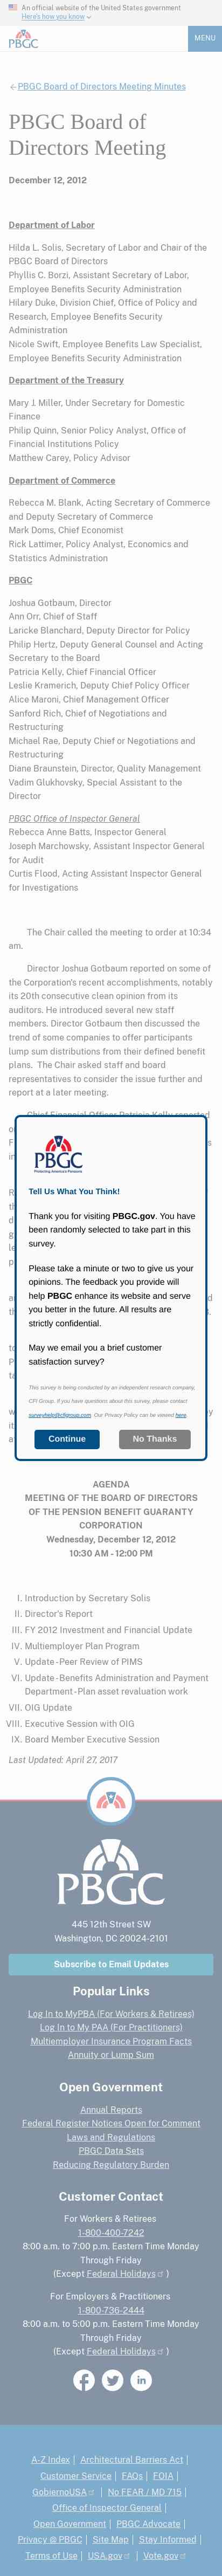 An official website of the United States government
Here's how you know
PBGC
MENU
← PBGC Board of Directors Meeting Minutes
PBGC Board of
Directors Meeting
December 12, 2012
Department of Labor
Hilda L. Solis, Secretary of Labor and Chair of the
PBGC Board of Directors
Phyllis C. Borzi, Assistant Secretary of Labor,
Employee Benefits Security Administration
Hilary Duke, Division Chief, Office of Policy and
Research, Employee Benefits Security
Administration
Nicole Swift, Employee Benefits Law Specialist,
Employee Benefits Security Administration
Department of the Treasury
Mary J. Miller, Under Secretary for Domestic
Finance
Philip Quinn, Senior Policy Analyst, Office of
Financial Institutions Policy
Matthew Carey, Policy Advisor
Department of Commerce
Rebecca M. Blank, Acting Secretary of Commerce
and Deputy Secretary of Commerce
Mark Doms, Chief Economist
Rick Lattimer, Policy Analyst, Economics and
Statistics Administration
PBGC
Joshua Gotbaum, Director
Ann Orr, Chief of Staff
Laricke Blanchard, Deputy Director for Policy
Philip Hertz, Deputy General Counsel and Acting
Secretary to the Board
Patricia Kelly, Chief Financial Officer
Leslie Kramerich, Deputy Chief Policy Officer
Alice Maroni, Chief Management Officer
Sanford Rich, Chief of Negotiations and
Restructuring
Michael Rae, Deputy Chief of Negotiations and
Restructuring
Diane Braunstein, Director, Quality Management
Vadim Glukhovsky, Special Assistant to the
Director
PBGC Office of Inspector General
Rebecca Anne Batts, Inspector General
Joseph Marchowsky, Assistant Inspector General
for Audit
Curtis Flood, Acting Assistant Inspector General
for Investigations
The Chair called the meeting to order at 10:34
am.
Director Joshua Gotbaum reported on some of
the Corporation's recent accomplishments, notably
its 20th consecutive clean opinion from its
auditors. He introduced several new staff
members. Director Gotbaum then discussed the
plan to ramp up outreach to plan sponsors to
better understand their rationale for defined
benefit plans. The Chair asked staff and board
representatives to consider the issue further and
report at a later meeting.
PBGC
Protecting America's Pensions
Tell Us What You Think!
Thank you for visiting PBGC.gov. You have
been randomly selected to take part in this
survey.
Please take a minute or two to give us your
opinions. The feedback you provide will
help PBGC enhance its website and serve
you better in the future. All results are
strictly confidential.
May we email you a brief customer
satisfaction survey?
This survey is being conducted by an independent research company,
CFI Group. If you have questions about this survey, please contact
surveyhelp@cfigroup.com. Our Privacy Policy can be viewed here.
Continue
No Thanks
AGENDA
MEETING OF THE BOARD OF DIRECTORS
OF THE PENSION BENEFIT GUARANTY
CORPORATION
Wednesday, December 12, 2012
10:30 AM - 12:00 PM
I. Introduction by Secretary Solis
II. Director's Report
III. FY 2012 Investment and Financial Update
IV. Multiemployer Plan Program
V. Update - Peer Review of PIMS
VI. Update - Benefits Administration and Payment
Department - Plan asset revaluation work
VII. OIG Update
VIII. Executive Session with OIG
IX. Board Member Executive Session
Last Updated: April 27, 2017
PBGC
445 12th Street SW
Washington, DC 20024-2101
Subscribe to Email Updates
Popular Links
Log In to MyPBA (For Workers & Retirees)
Log In to My PAA (For Practitioners)
Multiemployer Insurance Program Facts
Annuity or Lump Sum
Open Government
Annual Reports
Federal Register Notices Open for Comment
Laws and Regulations
PBGC Data Sets
Reducing Regulatory Burden
Customer Contact
For Workers & Retirees
1-800-400-7242
8:00 a.m. to 7:00 p.m. Eastern Time Monday
Through Friday
(Except Federal Holidays )
For Employers & Practitioners
1-800-736-2444
8:00 a.m. to 5:00 p.m. Eastern Time Monday
Through Friday
(Except Federal Holidays )
A-Z Index | Architectural Barriers Act |
Customer Service | FAQs | FOIA |
GobiernoUSA | No FEAR / MD 715 |
Office of Inspector General |
Open Government | PBGC Advocate |
Privacy @ PBGC | Site Map | Stay Informed |
Terms of Use | USA.gov | Vote.gov